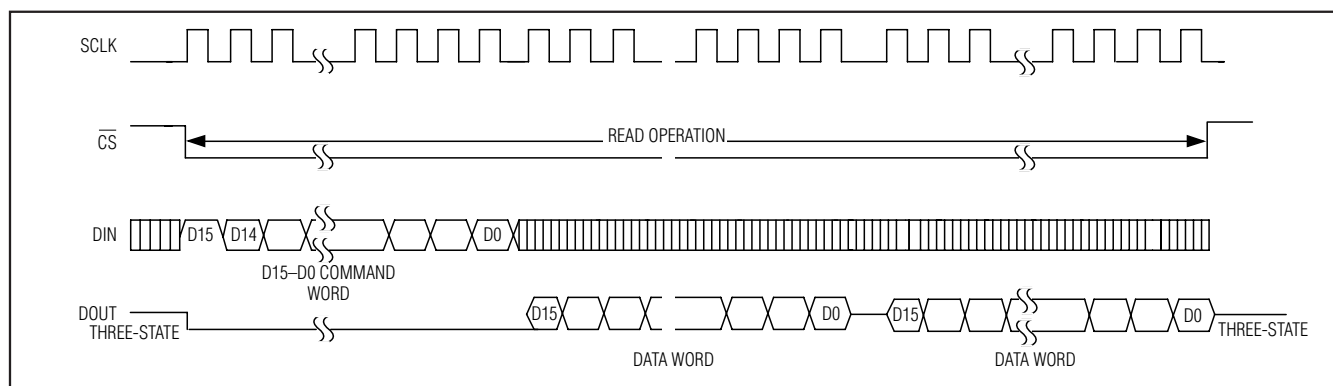 SCLK
CS
READ OPERATION
DIN
D15
D14
D0
D15–D0 COMMAND
WORD
DOUT
THREE-STATE
D15
D0
D15
D0
THREE-STATE
DATA WORD
DATA WORD